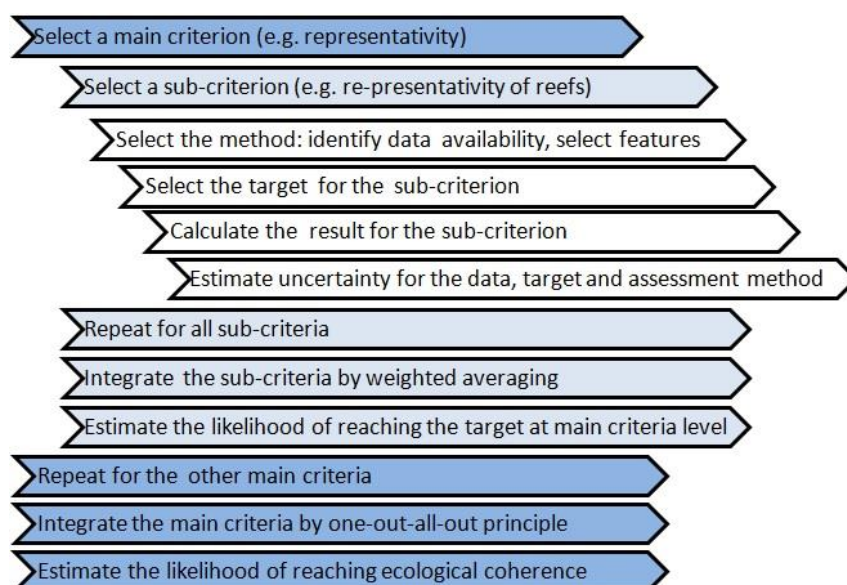 Select a main criterion (e.g. representativity)
Select a sub-criterion (e.g. re-presentativity of reefs)
Select the method: identify data availability, select features
Select the target for the sub-criterion
Calculate the result for the sub-criterion
Estimate uncertainty for the data, target and assessment method
Repeat for all sub-criteria
Integrate the sub-criteria by weighted averaging
Estimate the likelihood of reaching the target at main criteria level
Repeat for the other main criteria
Integrate the main criteria by one-out-all-out principle
Estimate the likelihood of reaching ecological coherence